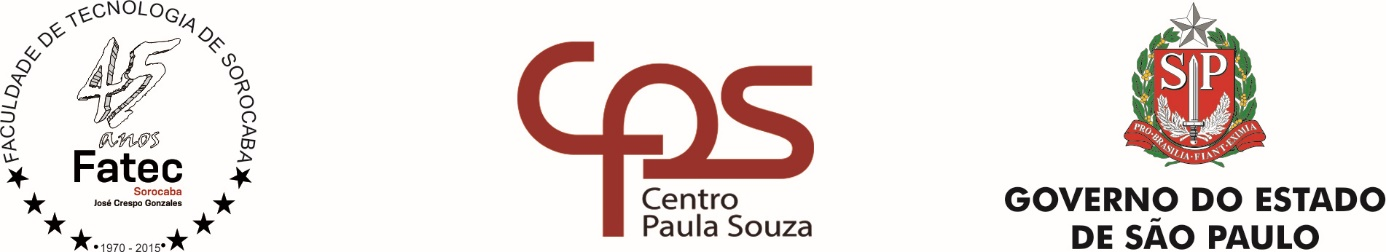 FACULDADE DE TECNOLOGIA DE SOROCABA
45
anos
Fatec
Sorocaba
José Crespo Gonzales
• 1970 - 2015 •
cps
Centro
Paula Souza
SP
PRO·BRASILIA·FIANT·EXIMIA
GOVERNO DO ESTADO
DE SÃO PAULO